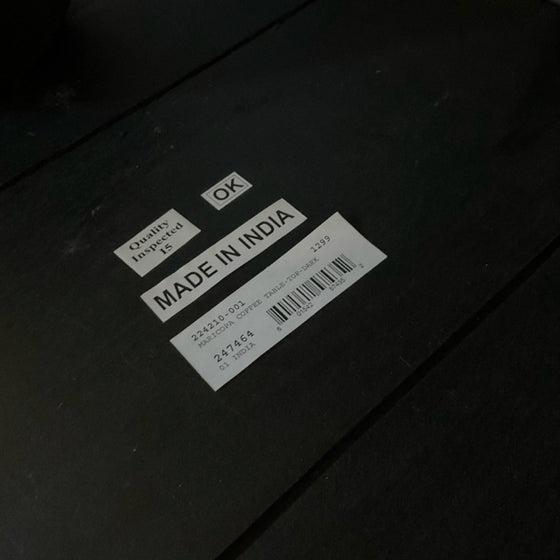 OK
Quality
Inspected
15
MADE IN INDIA
224210-001 1299
MARICOPA COFFEE TABLE-TOP-DARK
247464
01 INDIA